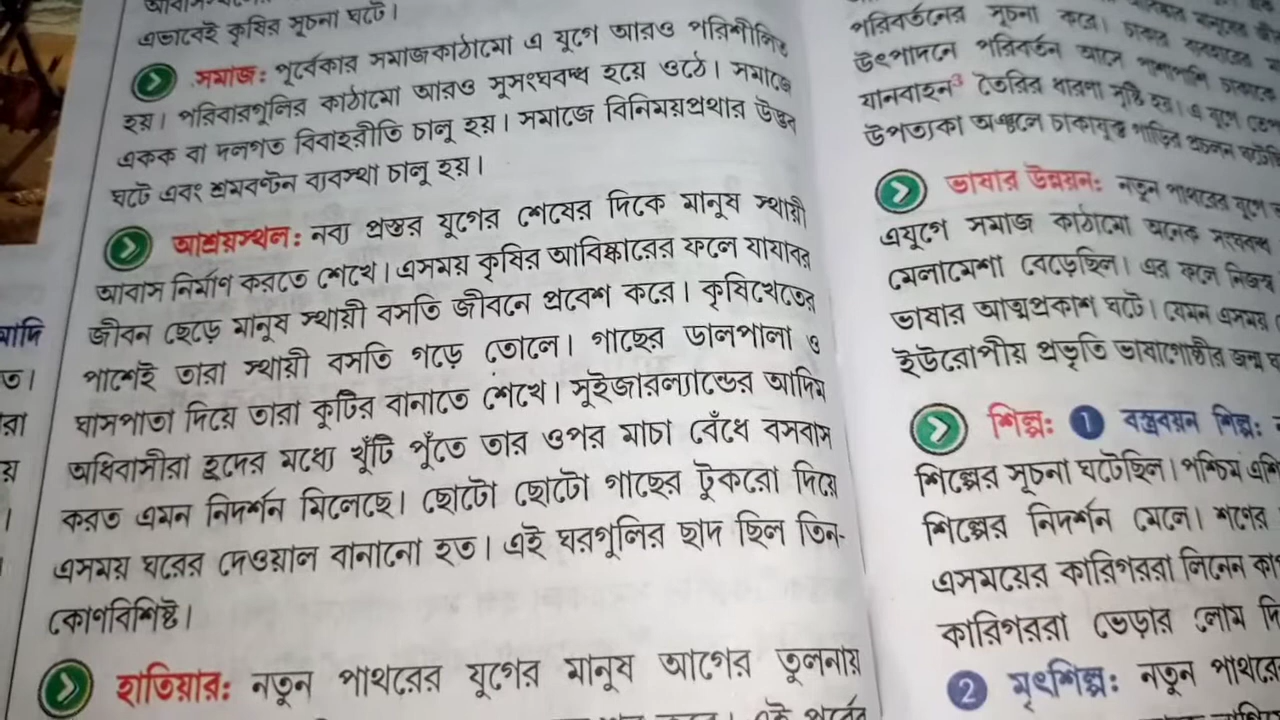 এভাবেই কৃষির সূচনা ঘটে।
সমাজ: পূর্বেকার সমাজকাঠামো এ যুগে আরও পরিশীলিত
হয়। পরিবারগুলির কাঠামো আরও সুসংঘবদ্ধ হয়ে ওঠে। সমাজে
একক বা দলগত বিবাহরীতি চালু হয়। সমাজে বিনিময়প্রথার উদ্ভব
ঘটে এবং শ্রমবণ্টন ব্যবস্থা চালু হয়।
আশ্রয়স্থল: নব্য প্রস্তর যুগের শেষের দিকে মানুষ স্থায়ী
আবাস নির্মাণ করতে শেখে। এসময় কৃষির আবিষ্কারের ফলে যাযাবর
জীবন ছেড়ে মানুষ স্থায়ী বসতি জীবনে প্রবেশ করে। কৃষিখেতের
পাশেই তারা স্থায়ী বসতি গড়ে তোলে। গাছের ডালপালা ও
ঘাসপাতা দিয়ে তারা কুটির বানাতে শেখে। সুইজারল্যান্ডের আদিম
অধিবাসীরা হ্রদের মধ্যে খুঁটি পুঁতে তার ওপর মাচা বেঁধে বসবাস
করত এমন নিদর্শন মিলেছে। ছোটো ছোটো গাছের টুকরো দিয়ে
এসময় ঘরের দেওয়াল বানানো হত। এই ঘরগুলির ছাদ ছিল তিন-
কোণবিশিষ্ট।
হাতিয়ার: নতুন পাথরের যুগের মানুষ আগের তুলনায়
পরিবর্তনের সূচনা করে। চাকার ব্যবহারের
উৎপাদনে পরিবর্তন আসে পাশাপাশি চাকাকে
যানবাহন³ তৈরির ধারণা সৃষ্টি হয়। এ যুগে
উপত্যকা অঞ্চলে চাকাযুক্ত গাড়ির প্রচলন
ভাষার উন্নয়ন: নতুন পাথরের যুগে
এযুগে সমাজ কাঠামো অনেক সংঘবদ্ধ
মেলামেশা বেড়েছিল। এর ফলে নিজস্ব
ভাষার আত্মপ্রকাশ ঘটে। যেমন এসময়
ইউরোপীয় প্রভৃতি ভাষাগোষ্ঠীর জন্ম
শিল্প: 1 বস্ত্রবয়ন শিল্প:
শিল্পের সূচনা ঘটেছিল। পশ্চিম
শিল্পের নিদর্শন মেলে। শণের
এসময়ের কারিগররা লিনেন
কারিগররা ভেড়ার লোম
2 মৃৎশিল্প: নতুন